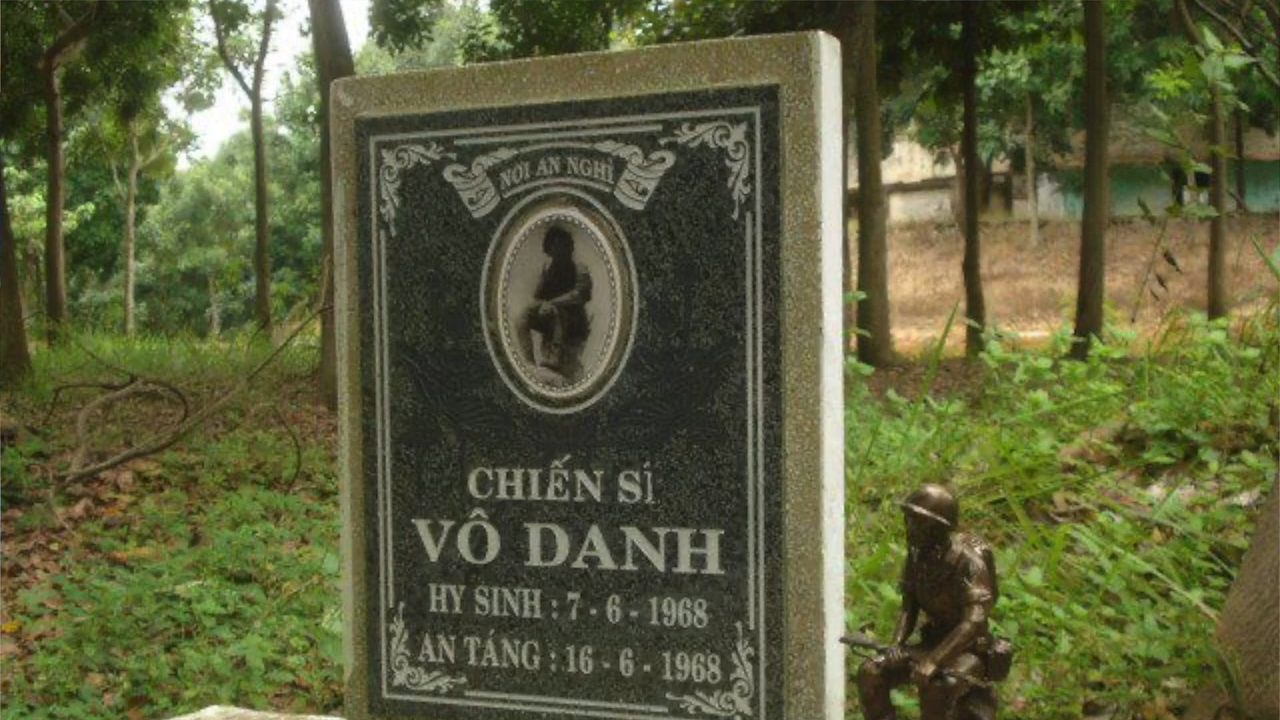 NƠI AN NGHỈ
CHIẾN SĨ
VÔ DANH
HY SINH : 7 - 6 - 1968
AN TÁNG : 16 - 6 - 1968